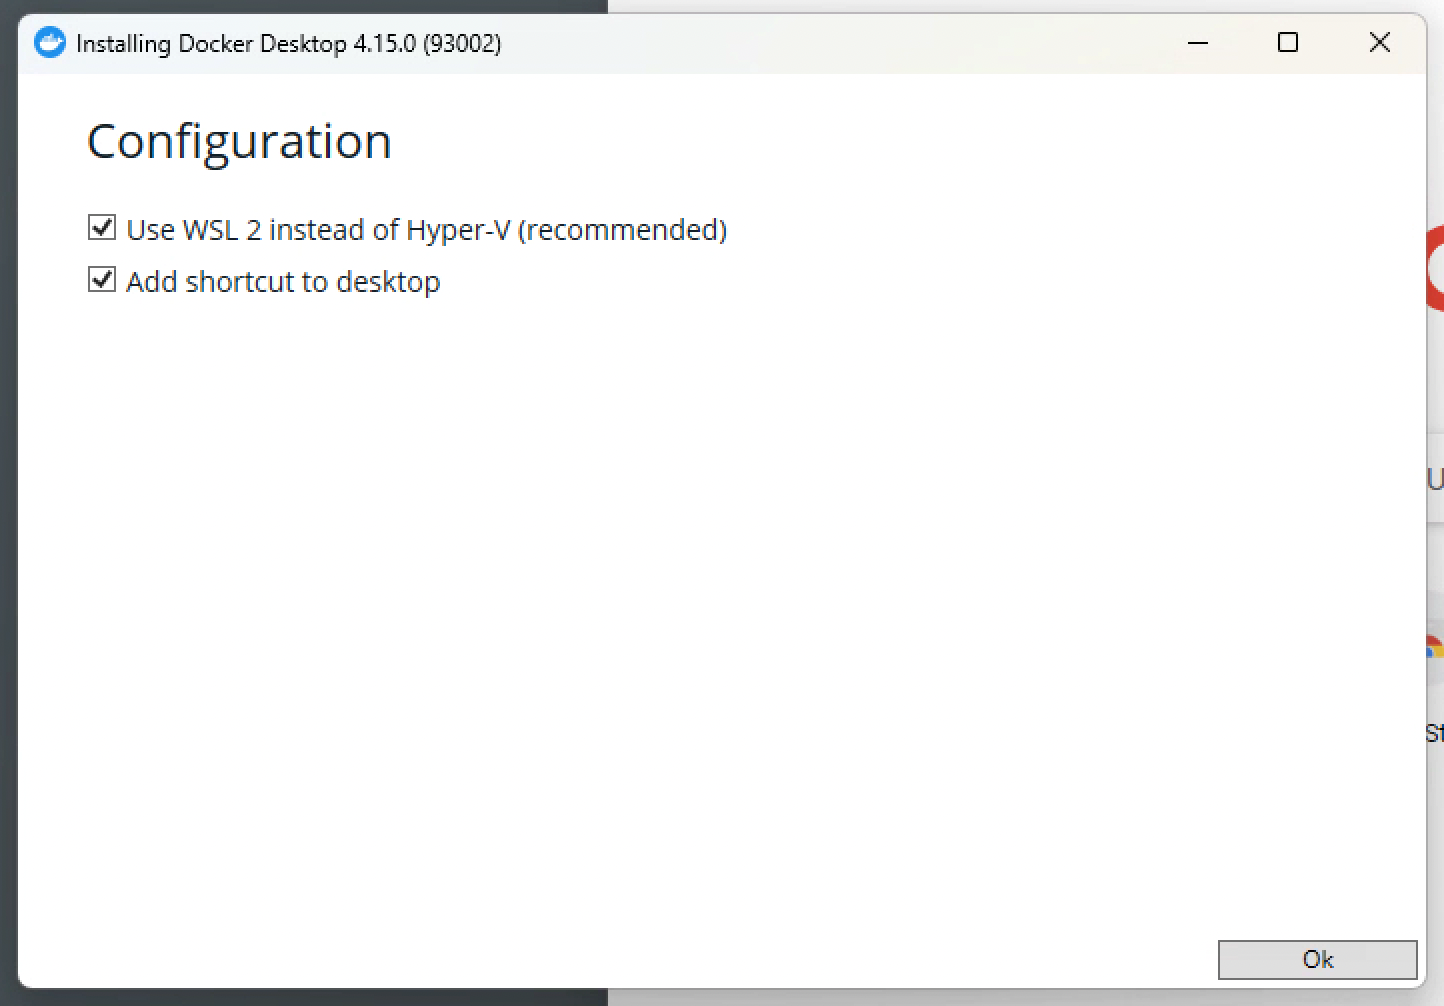 Installing Docker Desktop 4.15.0 (93002)
Configuration
Use WSL 2 instead of Hyper-V (recommended)
Add shortcut to desktop
Ok